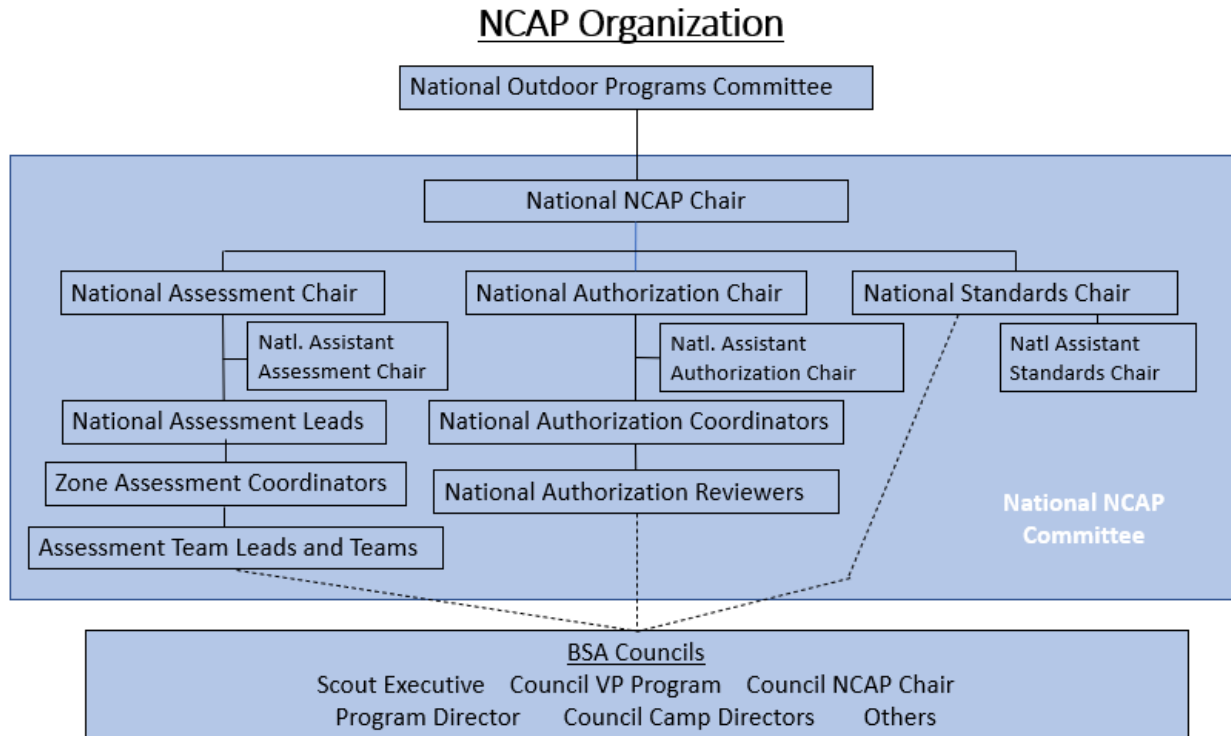 NCAP Organization
National Outdoor Programs Committee
National NCAP Chair
National Assessment Chair
National Authorization Chair
National Standards Chair
Natl. Assistant
Assessment Chair
Natl. Assistant
Authorization Chair
Natl Assistant
Standards Chair
National Assessment Leads
National Authorization Coordinators
Zone Assessment Coordinators
National Authorization Reviewers
Assessment Team Leads and Teams
National NCAP
Committee
BSA Councils
Scout Executive Council VP Program Council NCAP Chair
Program Director Council Camp Directors Others